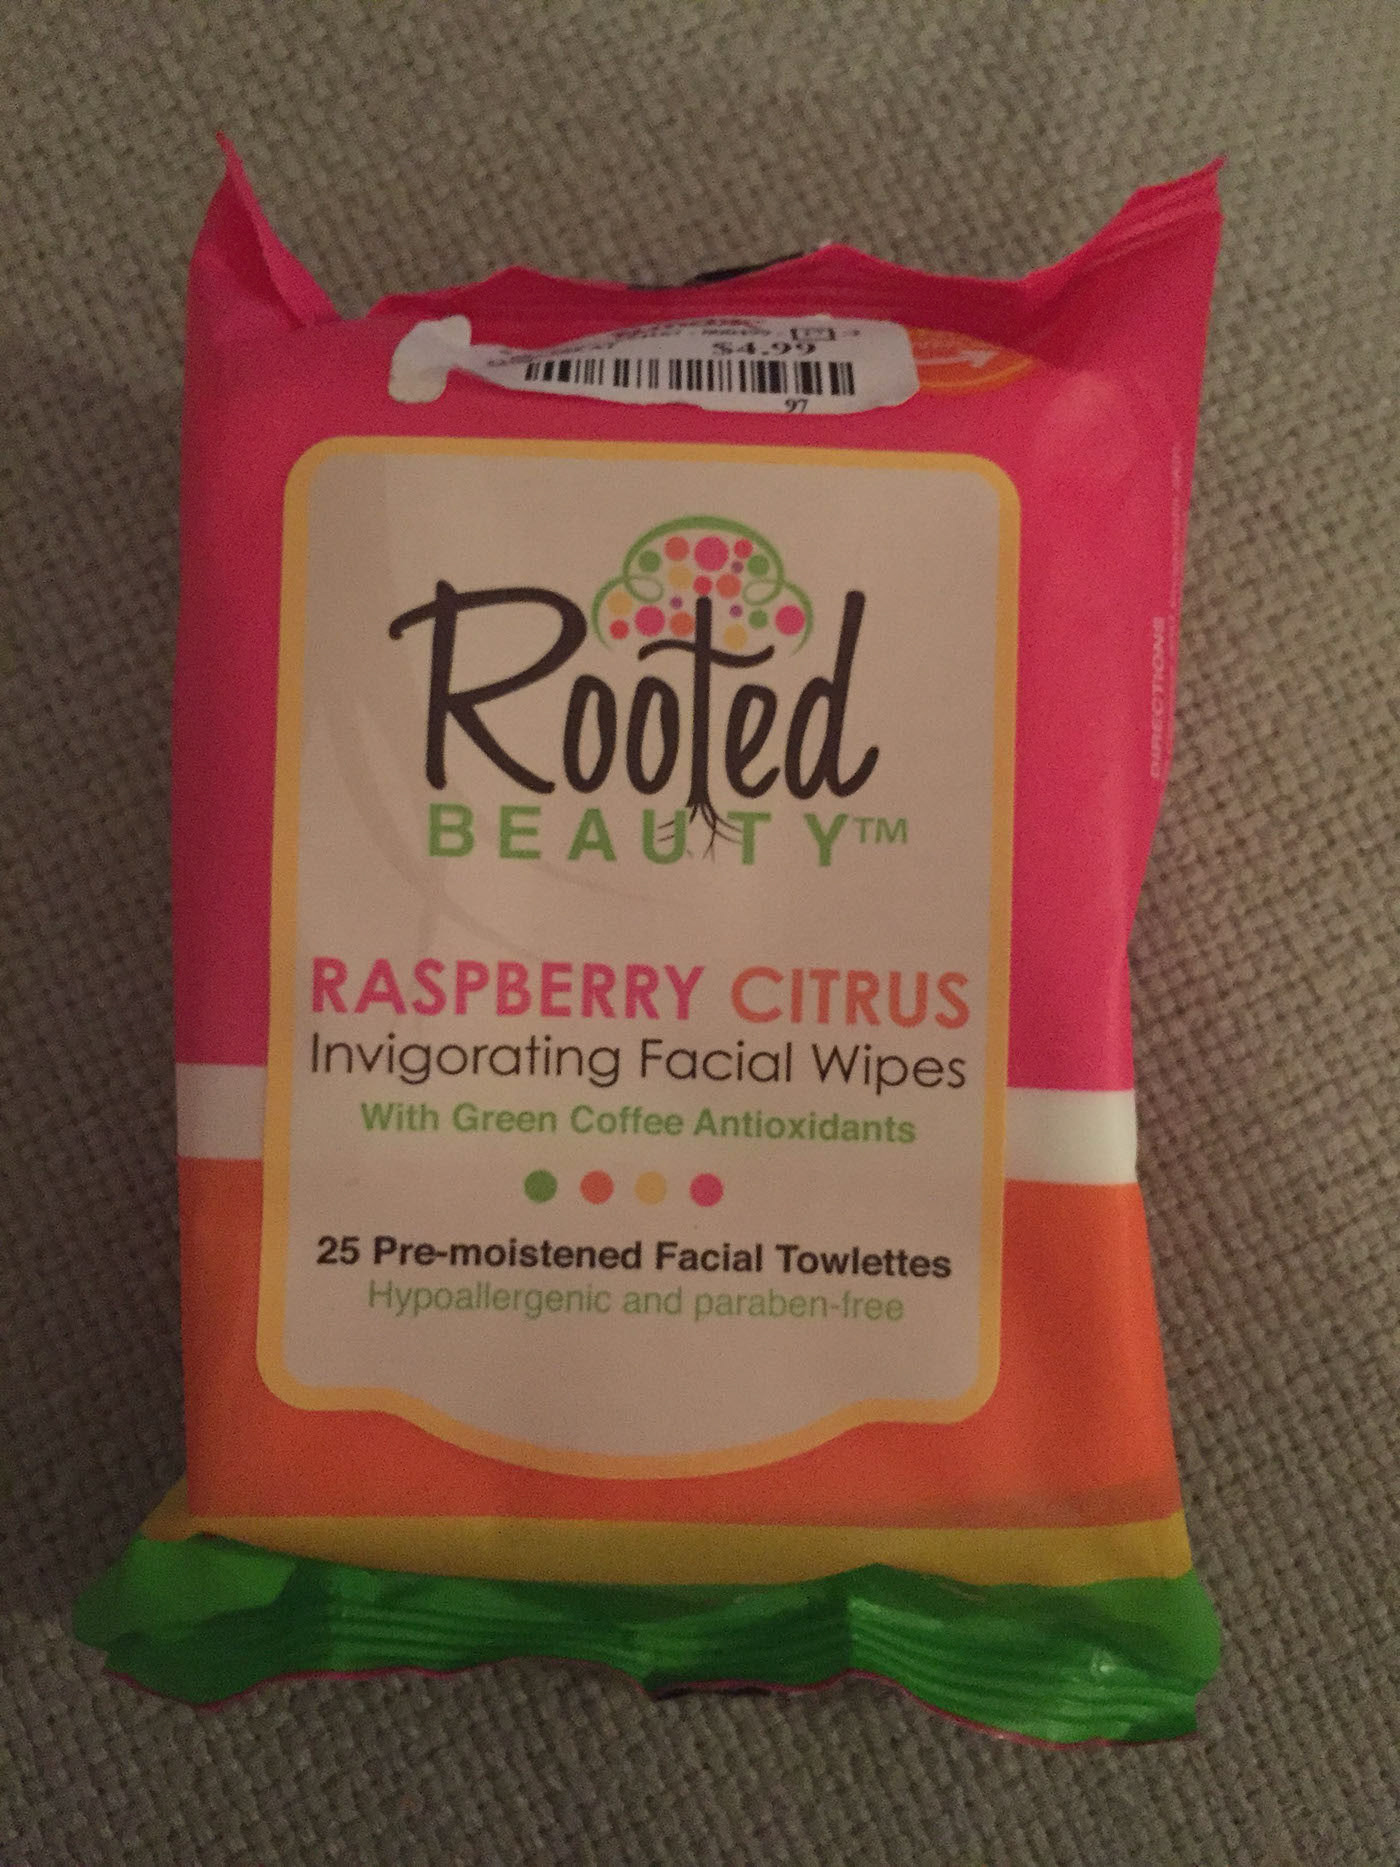 $4.99
97
Rooted
BEAUTY™
RASPBERRY CITRUS
Invigorating Facial Wipes
With Green Coffee Antioxidants
25 Pre-moistened Facial Towlettes
Hypoallergenic and paraben-free
DIRECTIONS